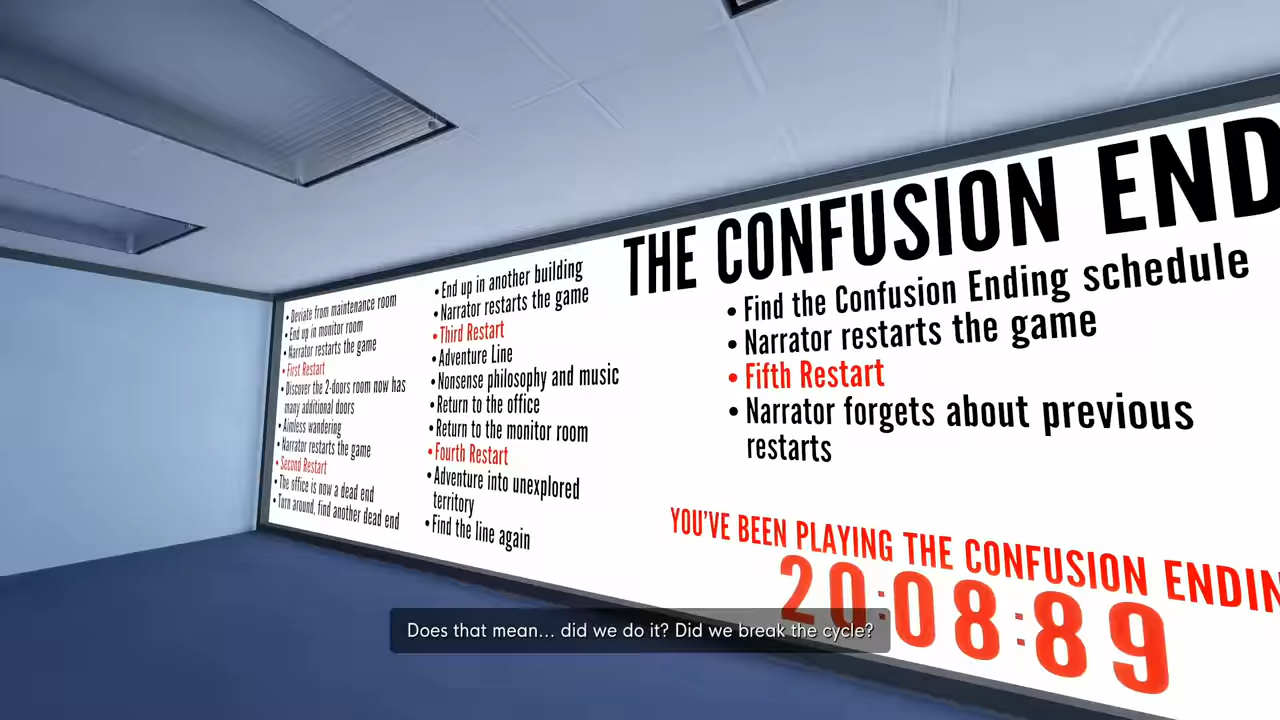 • Deviate from maintenance room
• End up in monitor room
• Narrator restarts the game
• First Restart
• Discover the 2-doors room now has
many additional doors
• Aimless wandering
• Narrator restarts the game
• Second Restart
• The office is now a dead end
• Turn around, find another dead end
• End up in another building
• Narrator restarts the game
• Third Restart
• Adventure Line
• Nonsense philosophy and music
• Return to the office
• Return to the monitor room
• Fourth Restart
• Adventure into unexplored
territory
• Find the line again
THE CONFUSION END
• Find the Confusion Ending schedule
• Narrator restarts the game
• Fifth Restart
• Narrator forgets about previous
restarts
YOU'VE BEEN PLAYING THE CONFUSION ENDIN
20:08:89
Does that mean... did we do it? Did we break the cycle?